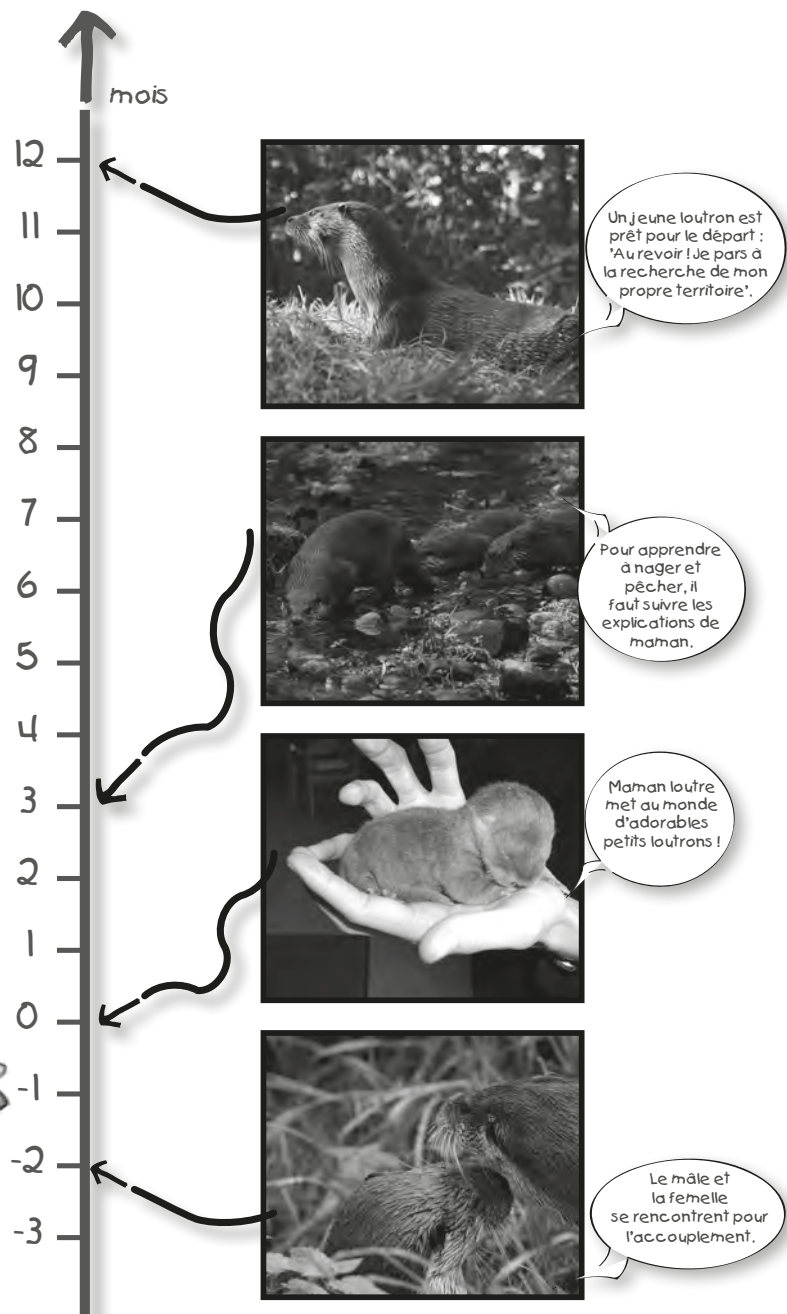 mois
12
11
10
9
8
7
6
5
4
3
2
1
0
-1
-2
-3
Un jeune loutron est
prêt pour le départ :
'Au revoir ! Je pars à
la recherche de mon
propre territoire'.
Pour apprendre
à nager et
pêcher, il
faut suivre les
explications de
maman.
Maman loutre
met au monde
d'adorables
petits loutrons !
Le mâle et
la femelle
se rencontrent pour
l'accouplement.